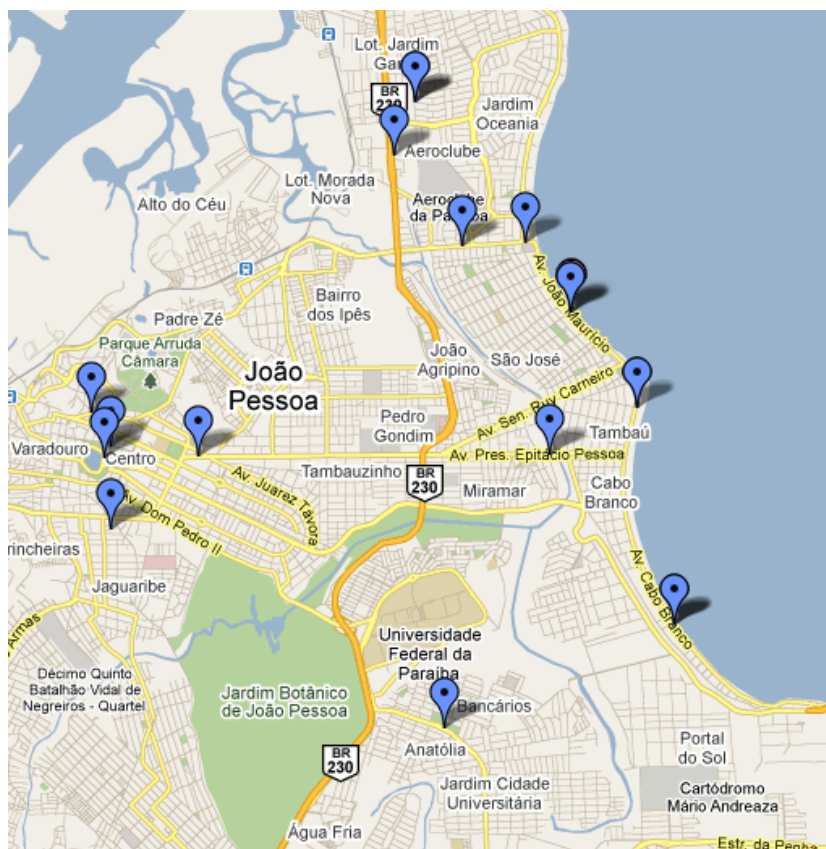 Lot. Jardim
BR
230
Jardim
Oceania
Aeroclube
Lot. Morada
Nova
Alto do Céu
Aeroclube
da
Av. João Maurício
Bairro
dos Ipês
Padre Zé
Parque Arruda
Câmara
João
Agripino
São José
João
Pessoa
Av. Sen. Ruy Carneiro
Pedro
Gondim
Tambaú
Varadouro
Centro
Av. Pres. Epitácio Pessoa
Tambauzinho
Av. Juarez Távora
BR
230
Miramar
Cabo
Branco
Av. Dom Pedro II
rincheiras
Av. Cabo Branco
Jaguaribe
Armas
Universidade
Federal da
Paraíba
Décimo Quinto
Batalhão Vidal de
Negreiros - Quartel
Jardim Botânico
de João Pessoa
Bancários
Anatólia
Portal
do Sol
BR
230
Jardim Cidade
Universitária
Cartódromo
Mário Andreaza
Água Fria
Estr. da Penha